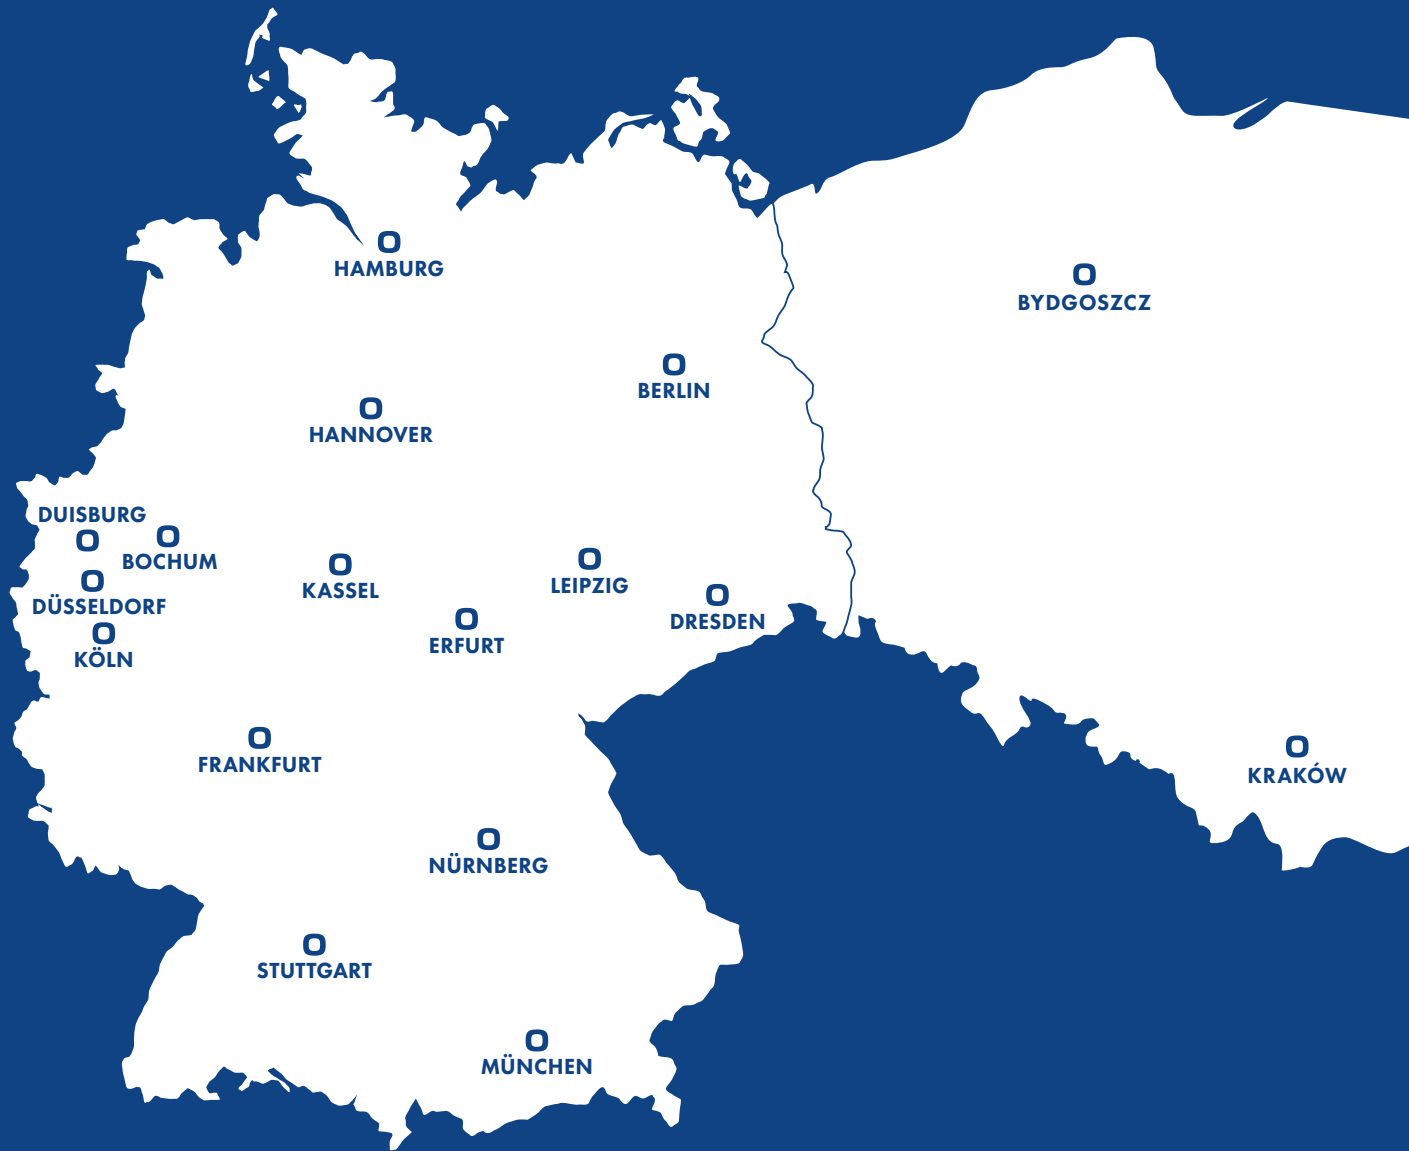 HAMBURG
BYDGOSZCZ
BERLIN
HANNOVER
DUISBURG
BOCHUM
KASSEL
LEIPZIG
DÜSSELDORF
DRESDEN
ERFURT
KÖLN
FRANKFURT
KRAKÓW
NÜRNBERG
STUTTGART
MÜNCHEN